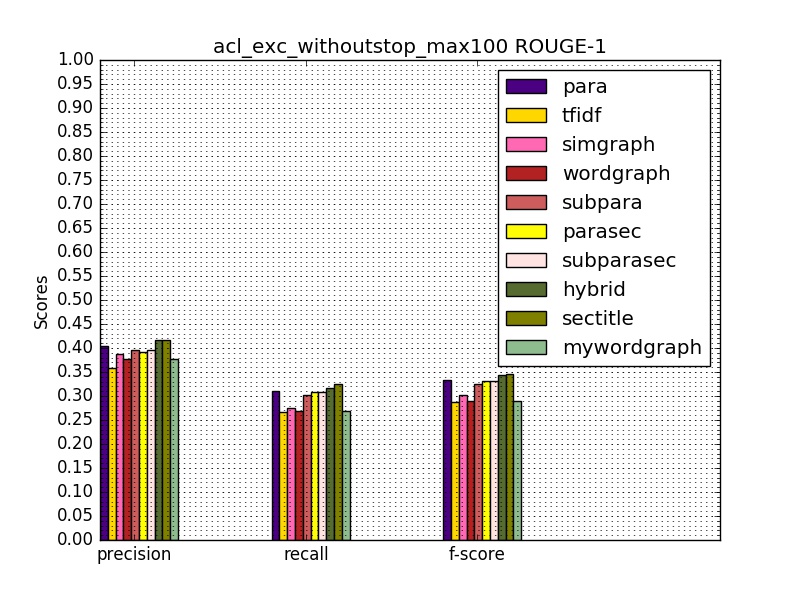 acl_exc_withoutstop_max100 ROUGE-1
1.00
0.95
0.90
0.85
0.80
0.75
0.70
0.65
0.60
0.55
0.50
0.45
0.40
0.35
0.30
0.25
0.20
0.15
0.10
0.05
0.00
Scores
para
tfidf
simgraph
wordgraph
subpara
parasec
subparasec
hybrid
sectitle
mywordgraph
precision recall f-score